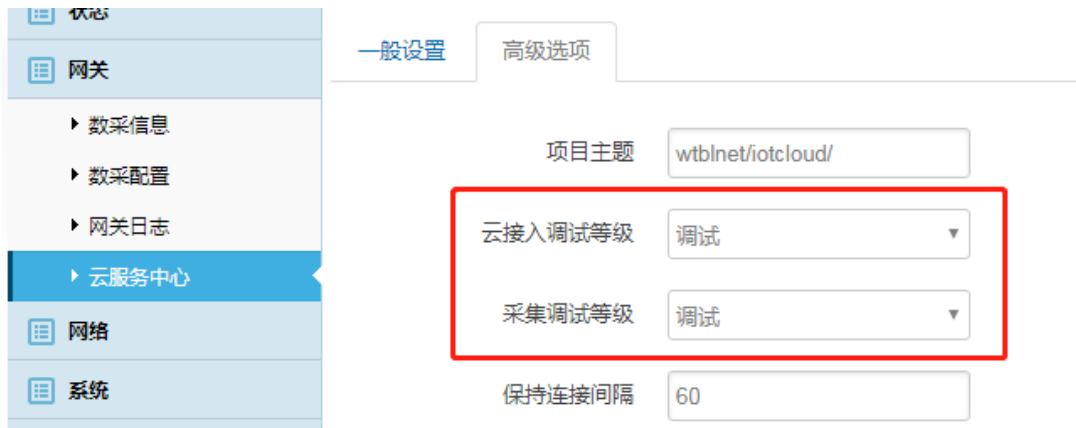 状态
网关
数采信息
数采配置
网关日志
云服务中心
网络
系统
一般设置
高级选项
项目主题
wtblnet/iotcloud/
云接入调试等级
调试
采集调试等级
调试
保持连接间隔
60